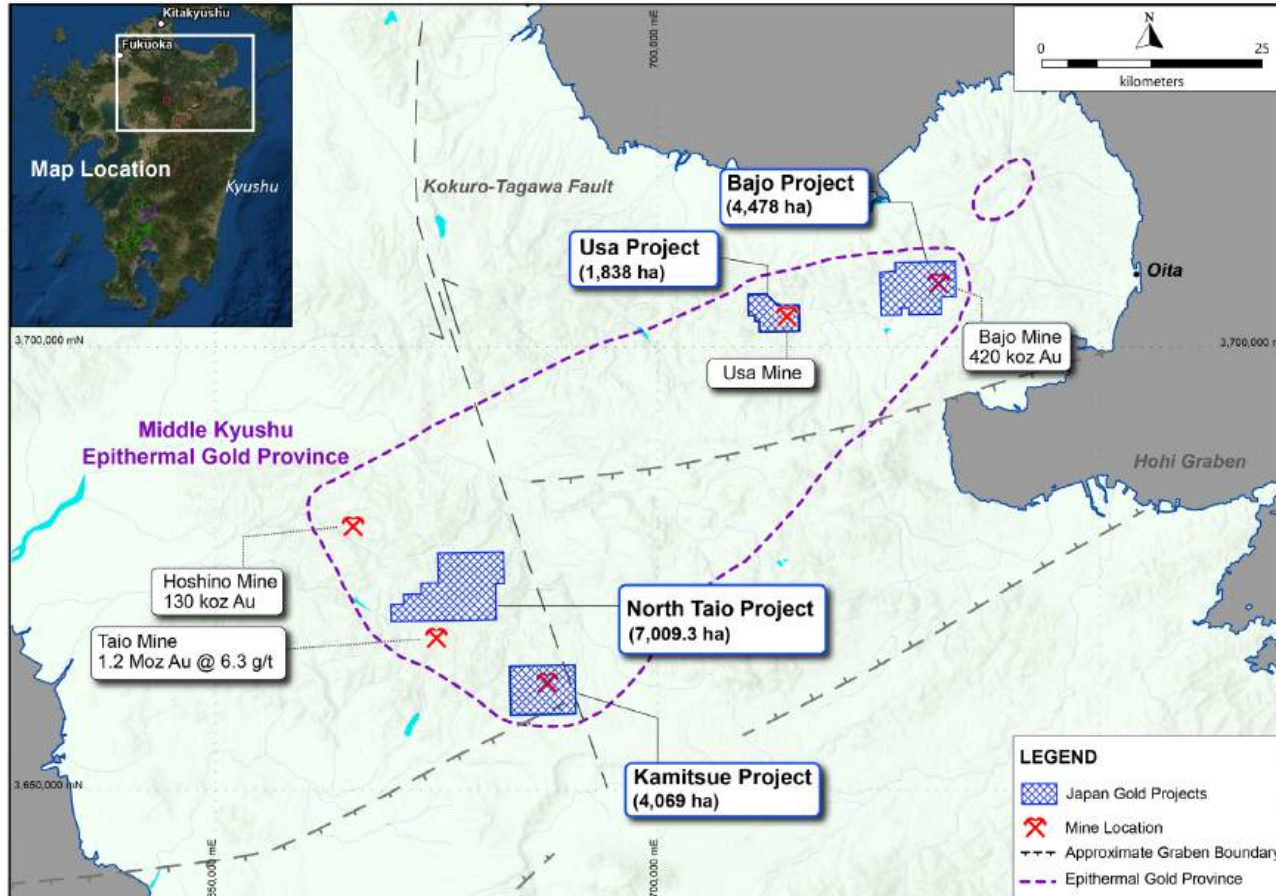 Kitakyushu
Fukuoka
Map Location
Kyushu
N
0 25
kilometers
700,000 mE
Kokuro-Tagawa Fault
Bajo Project
(4,478 ha)
Usa Project
(1,838 ha)
Oita
3,700,000 mN
3,700,000 m
Bajo Mine
420 koz Au
Usa Mine
Middle Kyushu
Epithermal Gold Province
Hohi Graben
Hoshino Mine
130 koz Au
North Taio Project
(7,009.3 ha)
Taio Mine
1.2 Moz Au @ 6.3 g/t
Kamitsue Project
(4,069 ha)
3,650,000 mN
LEGEND
Japan Gold Projects
Mine Location
Approximate Graben Boundary
Epithermal Gold Province